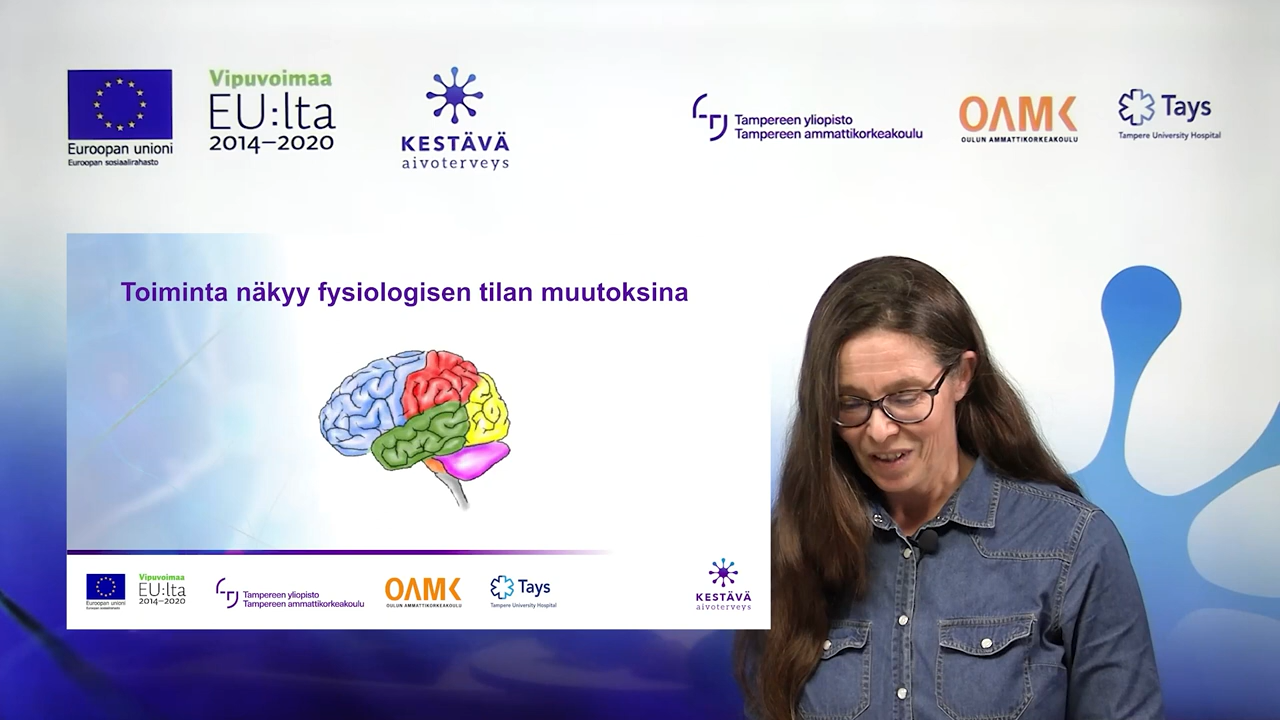 Euroopan unioni
Euroopan sosiaalirahasto
Vipuvoimaa
EU:lta
2014–2020
KESTÄVÄ
aivoterveys
Tampereen yliopisto
Tampereen ammattikorkeakoulu
OAMK
OULUN AMMATTIKORKEAKOULU
Tays
Tampere University Hospital
Toiminta näkyy fysiologisen tilan muutoksina
Euroopan unioni
Euroopan sosiaalirahasto
Vipuvoimaa
EU:lta
2014–2020
Tampereen yliopisto
Tampereen ammattikorkeakoulu
OAMK
OULUN AMMATTIKORKEAKOULU
Tays
Tampere University Hospital
KESTÄVÄ
aivoterveys